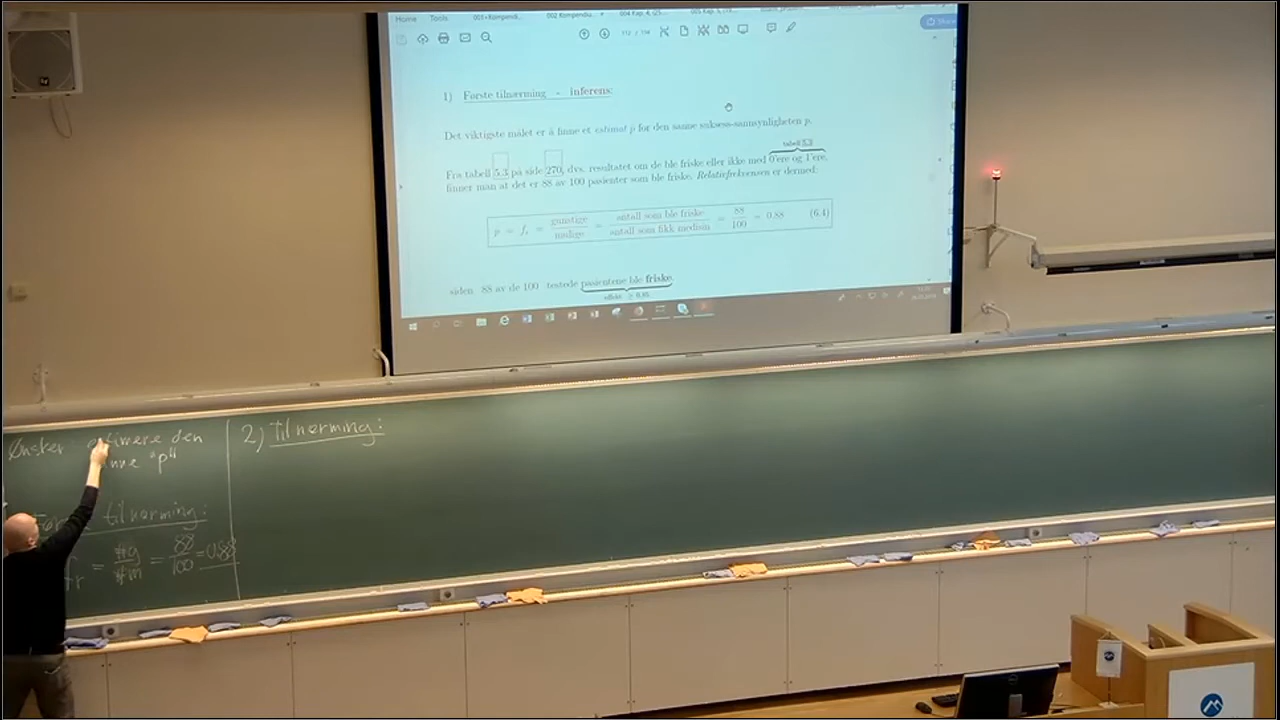 Home Tools
112 / 194
1) Første tilnærming - inferens:
Det viktigste målet er å finne et estimat p̂ for den sanne suksess-sannsynligheten p.
tabell 5.3
Fra tabell 5.3 på side 270, dvs. resultatet om de ble friske eller ikke med 0'ere og 1'ere,
finner man at det er 88 av 100 pasienter som ble friske. Relativfrekvensen er dermed:
p̂ = fᵣ = gunstige / mulige = antall som ble friske / antall som fikk medisin = 88 / 100 = 0.88 (6.4)
siden 88 av de 100 testede pasientene ble friske.
Ønsker den
"p"
tilnærming:
fr = #g / #m = 88 / 100 = 0.88
2) Tilnærming: